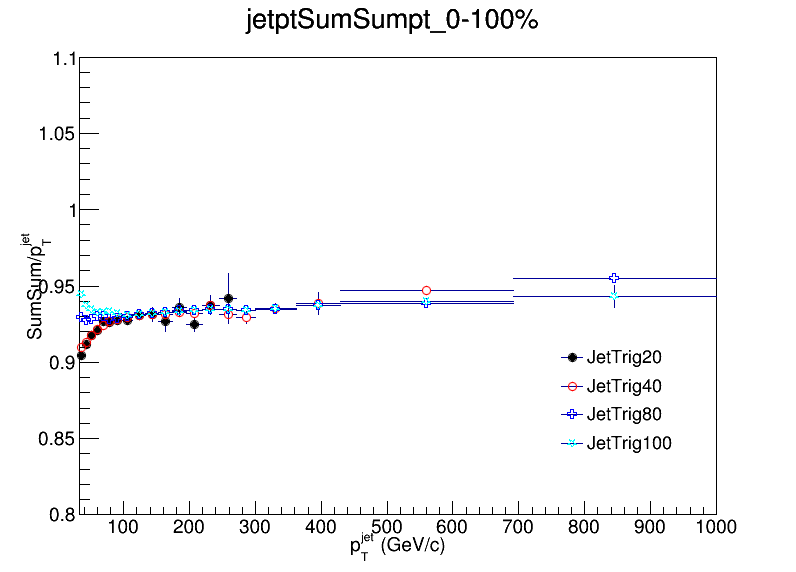 jetptSumSumpt_0-100%
1.1
1.05
1
0.95
0.9
0.85
0.8
SumSum/p_T^jet
JetTrig20
JetTrig40
JetTrig80
JetTrig100
100 200 300 400 500 600 700 800 900 1000
p_T^jet (GeV/c)